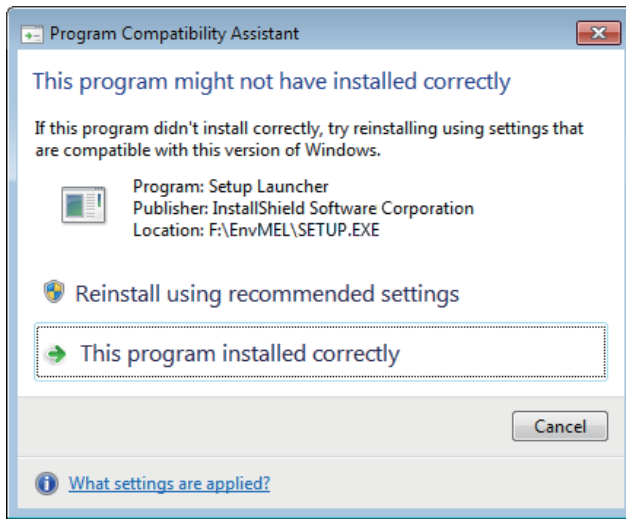 Program Compatibility Assistant
This program might not have installed correctly
If this program didn't install correctly, try reinstalling using settings that
are compatible with this version of Windows.
Program: Setup Launcher
Publisher: InstallShield Software Corporation
Location: F:\EnvMEL\SETUP.EXE
Reinstall using recommended settings
This program installed correctly
Cancel
What settings are applied?